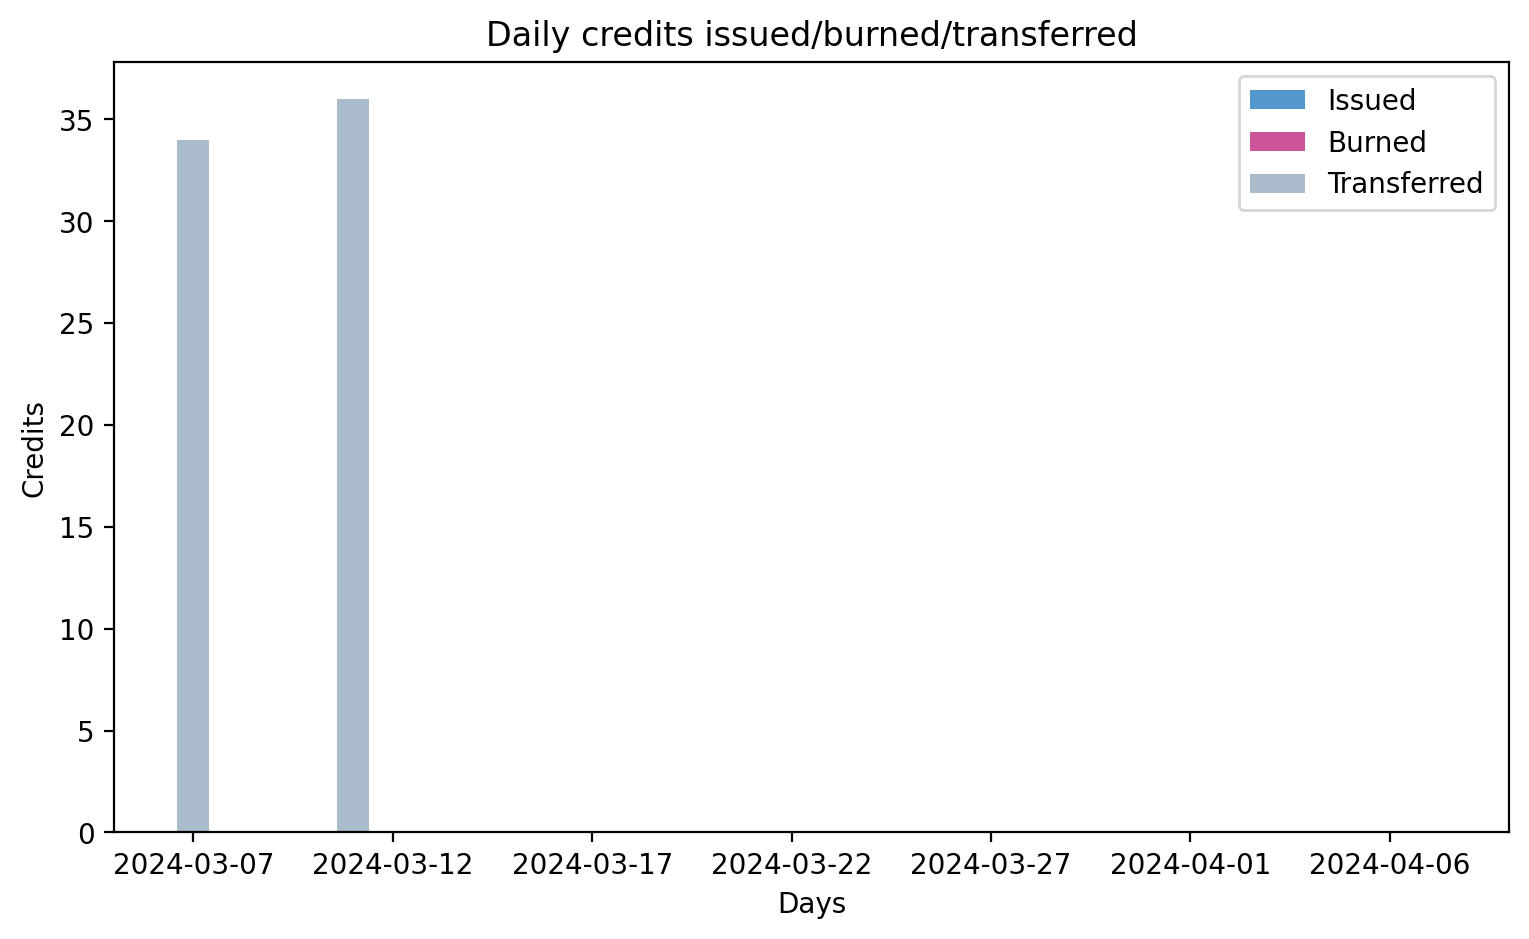 Daily credits issued/burned/transferred
Issued
Burned
Transferred
Credits
35
30
25
20
15
10
5
0
2024-03-07 2024-03-12 2024-03-17 2024-03-22 2024-03-27 2024-04-01 2024-04-06
Days